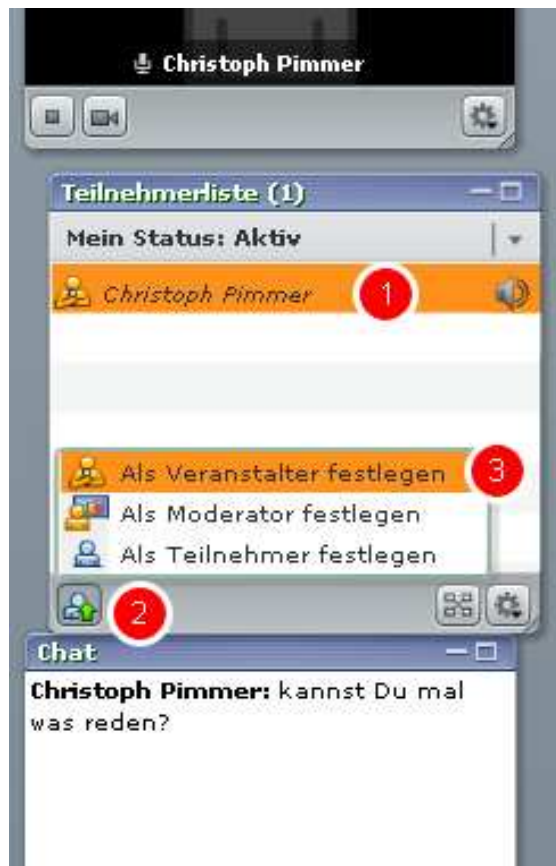 Christoph Pimmer
Teilnehmerliste (1)
Mein Status: Aktiv
Christoph Pimmer 1
Als Veranstalter festlegen 3
Als Moderator festlegen
Als Teilnehmer festlegen
2
Chat
Christoph Pimmer: kannst Du mal
was reden?